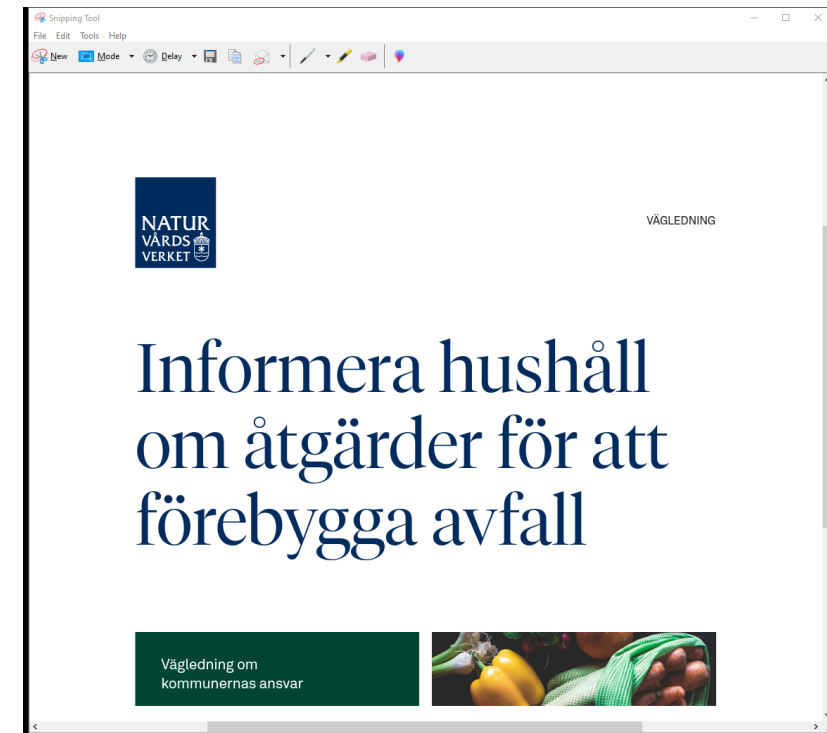 Snipping Tool
File Edit Tools Help
New Mode Delay
NATUR
VÅRDS
VERKET
VÄGLEDNING
Informera hushåll
om åtgärder för att
förebygga avfall
Vägledning om
kommunernas ansvar